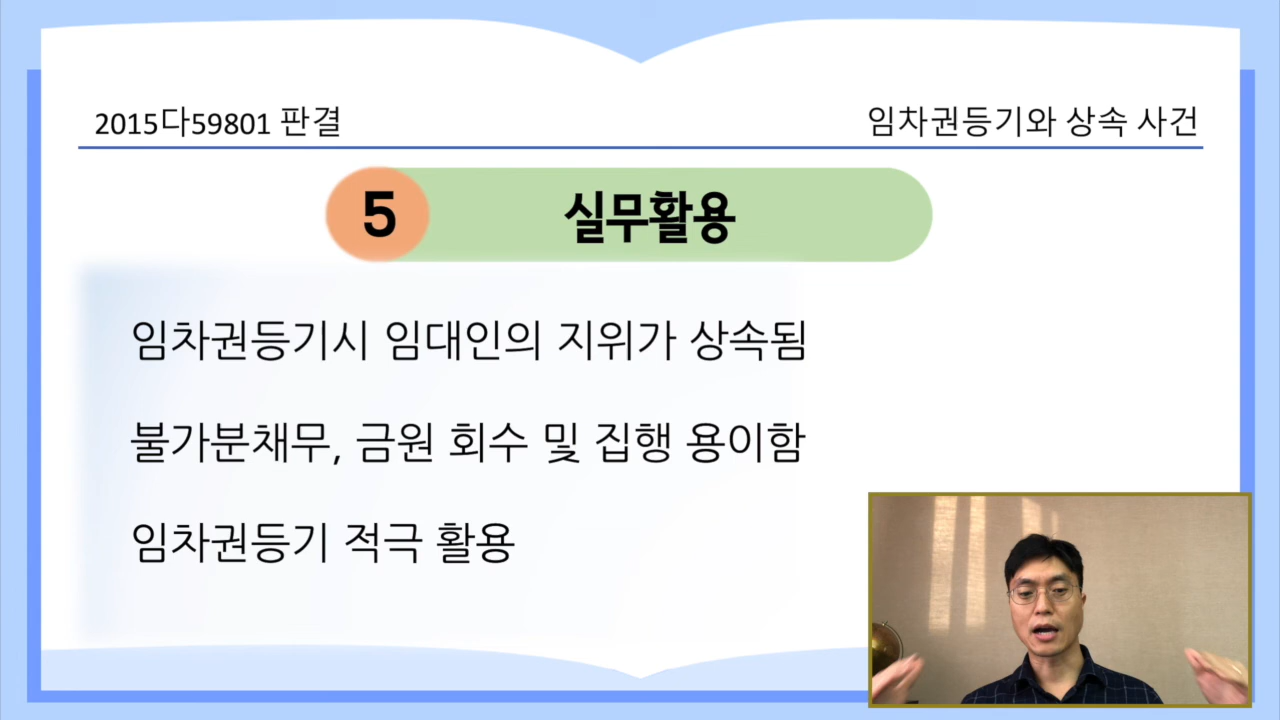 2015다59801 판결
임차권등기와 상속 사건
5 실무활용
임차권등기시 임대인의 지위가 상속됨
불가분채무, 금원 회수 및 집행 용이함
임차권등기 적극 활용